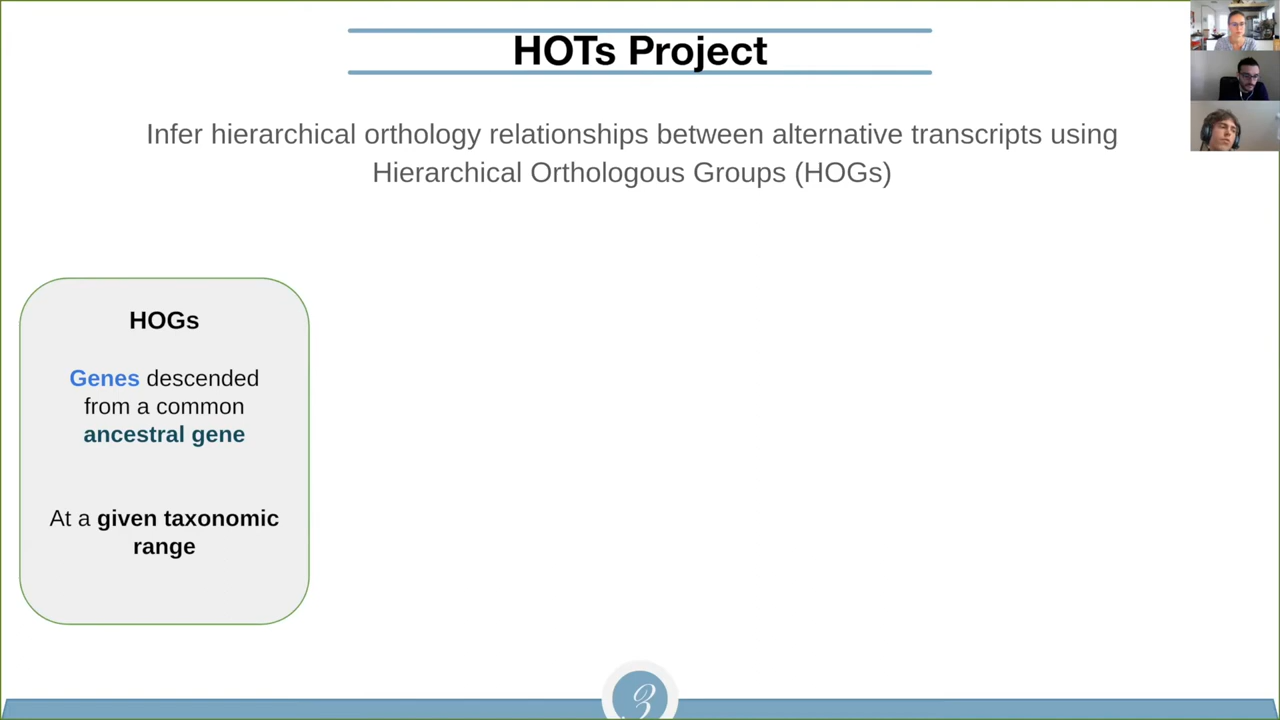 HOTs Project
Infer hierarchical orthology relationships between alternative transcripts using
Hierarchical Orthologous Groups (HOGs)
HOGs
Genes descended
from a common
ancestral gene
At a given taxonomic
range
3